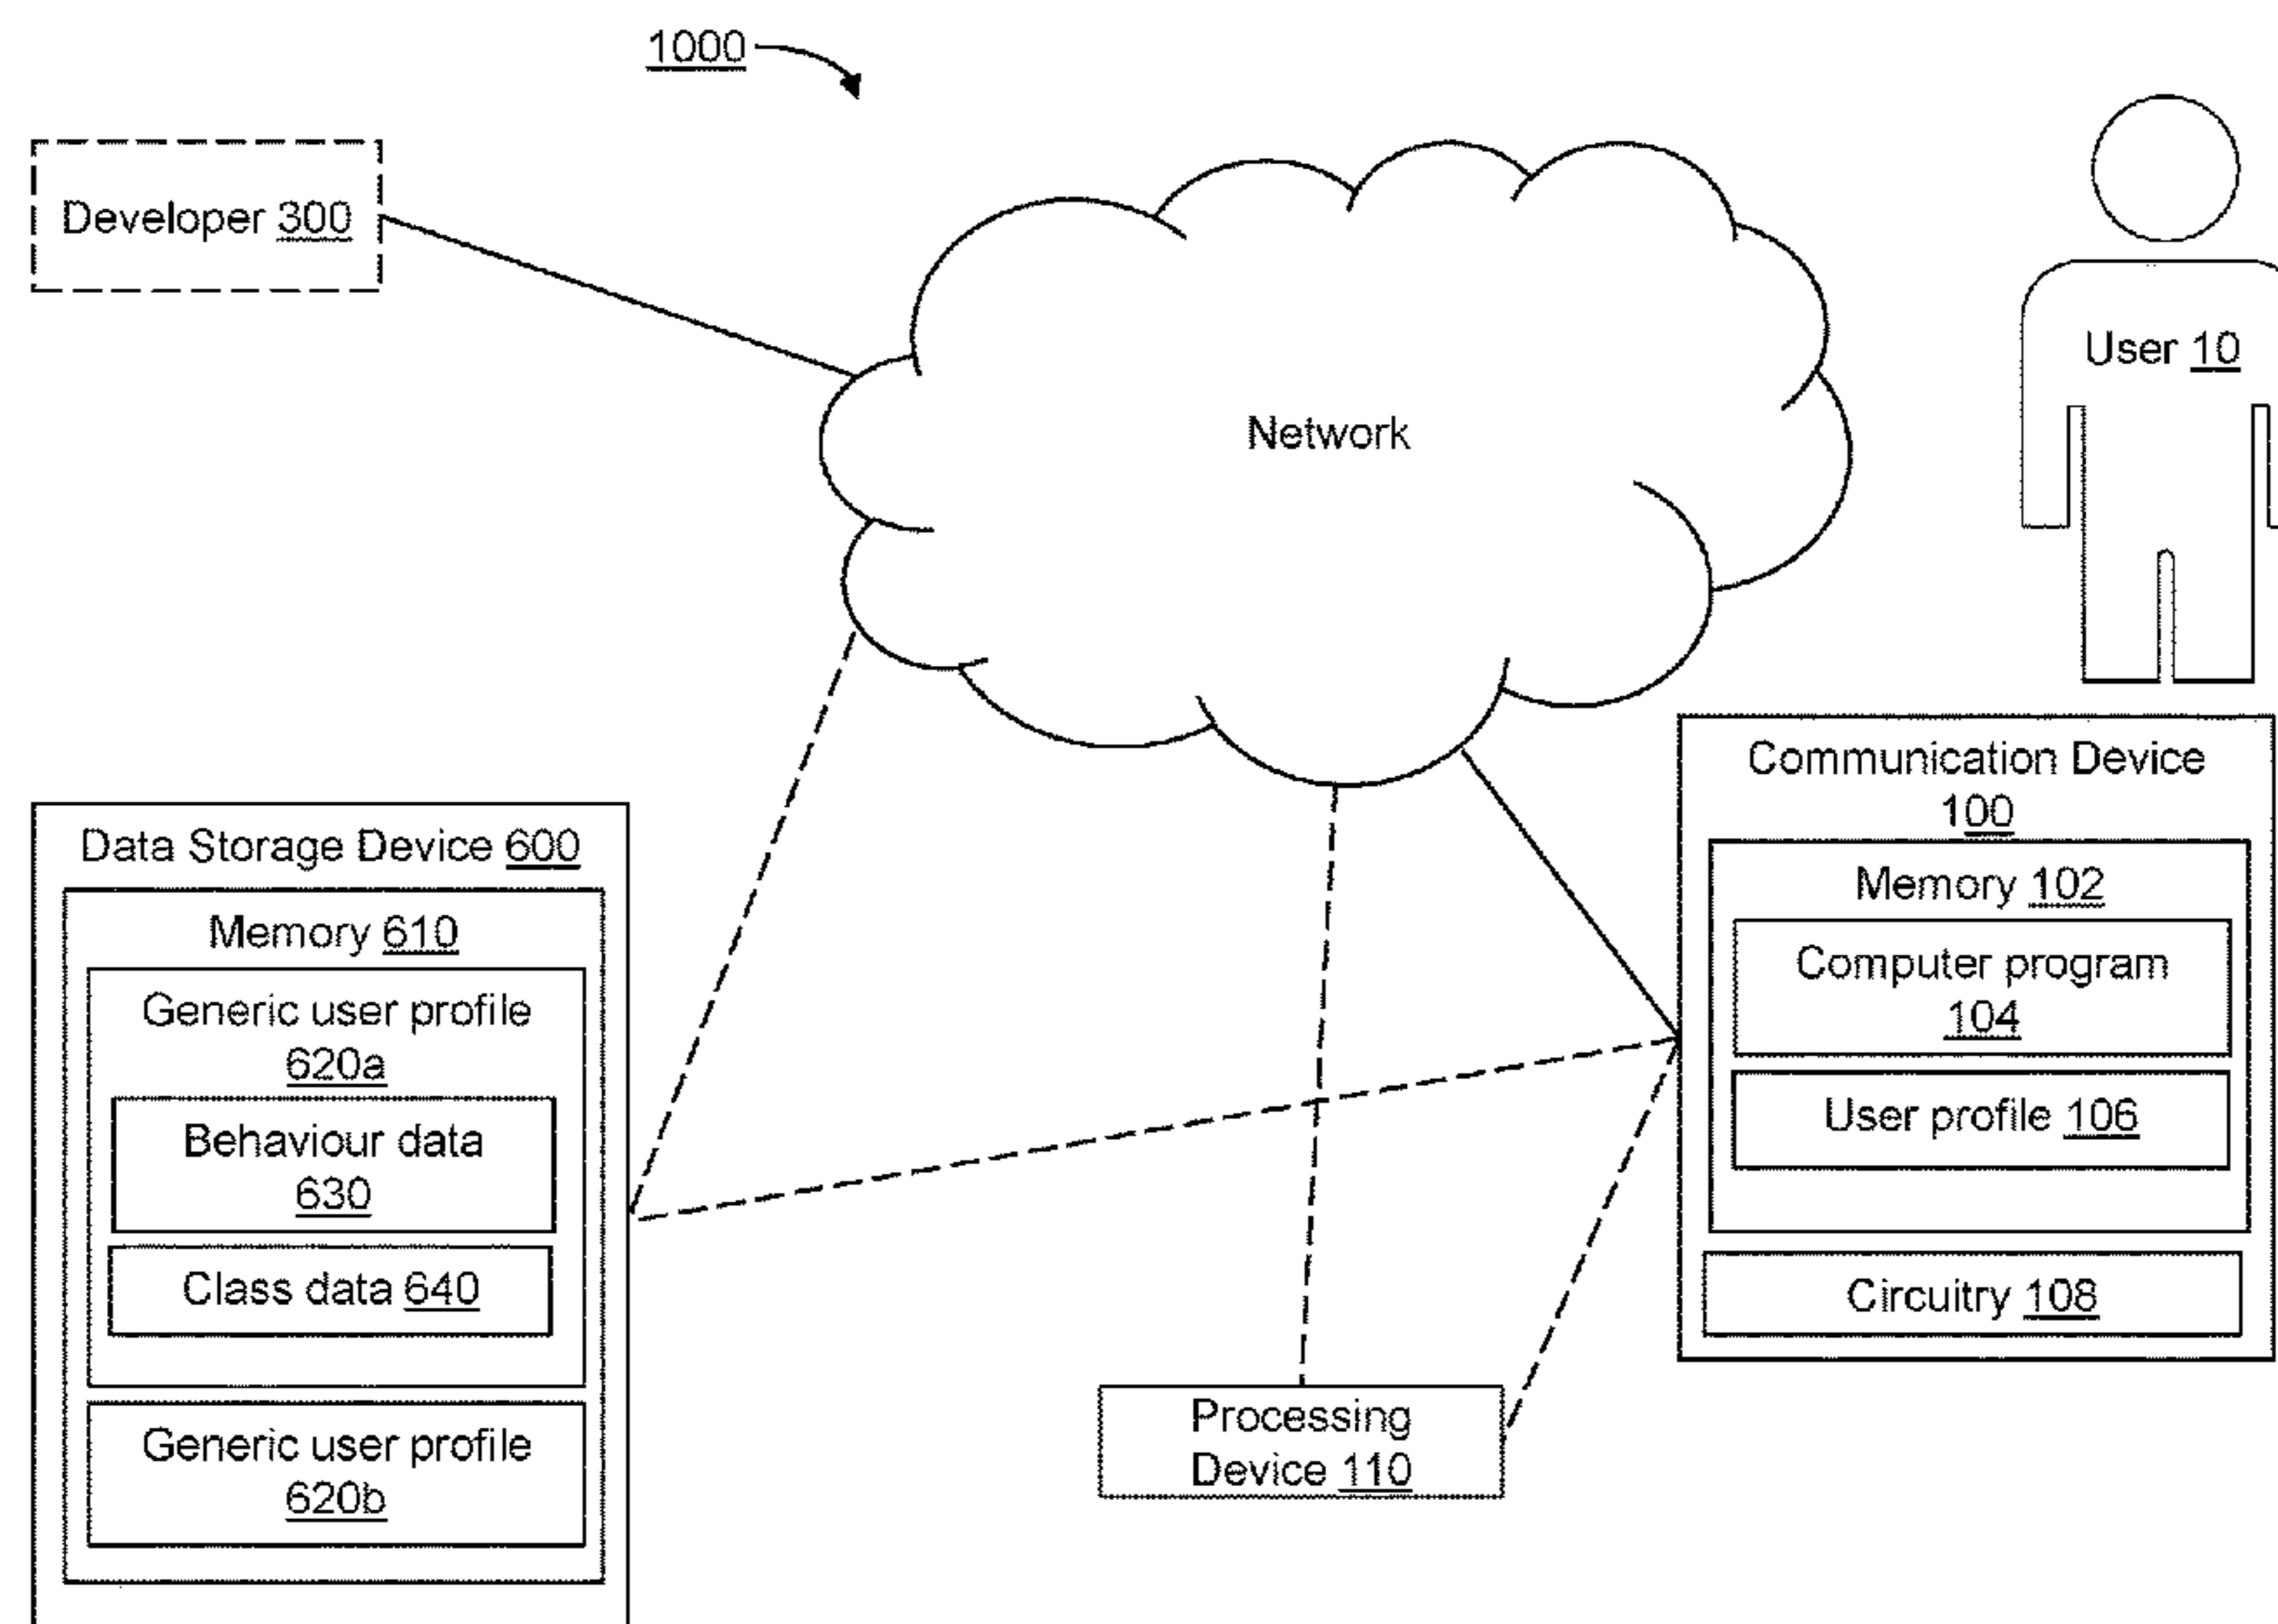 1000
Developer 300
Network
User 10
Data Storage Device 600
Memory 610
Generic user profile
620a
Behaviour data
630
Class data 640
Generic user profile
620b
Processing
Device 110
Communication Device
100
Memory 102
Computer program
104
User profile 106
Circuitry 108